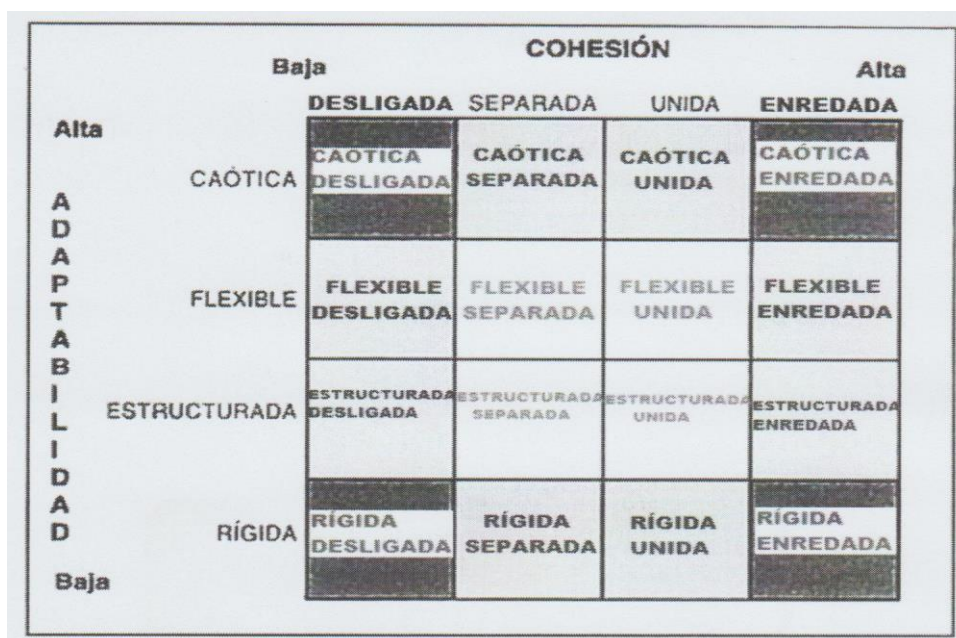 COHESIÓN
Baja
Alta
DESLIGADA SEPARADA UNIDA ENREDADA
Alta
ADAPTABILIDAD
Baja
CAÓTICA
CAÓTICA
DESLIGADA
CAÓTICA
SEPARADA
CAÓTICA
UNIDA
CAÓTICA
ENREDADA
FLEXIBLE
FLEXIBLE
DESLIGADA
FLEXIBLE
SEPARADA
FLEXIBLE
UNIDA
FLEXIBLE
ENREDADA
ESTRUCTURADA
ESTRUCTURADA
DESLIGADA
ESTRUCTURADA
SEPARADA
ESTRUCTURADA
UNIDA
ESTRUCTURADA
ENREDADA
RÍGIDA
RÍGIDA
DESLIGADA
RÍGIDA
SEPARADA
RÍGIDA
UNIDA
RÍGIDA
ENREDADA